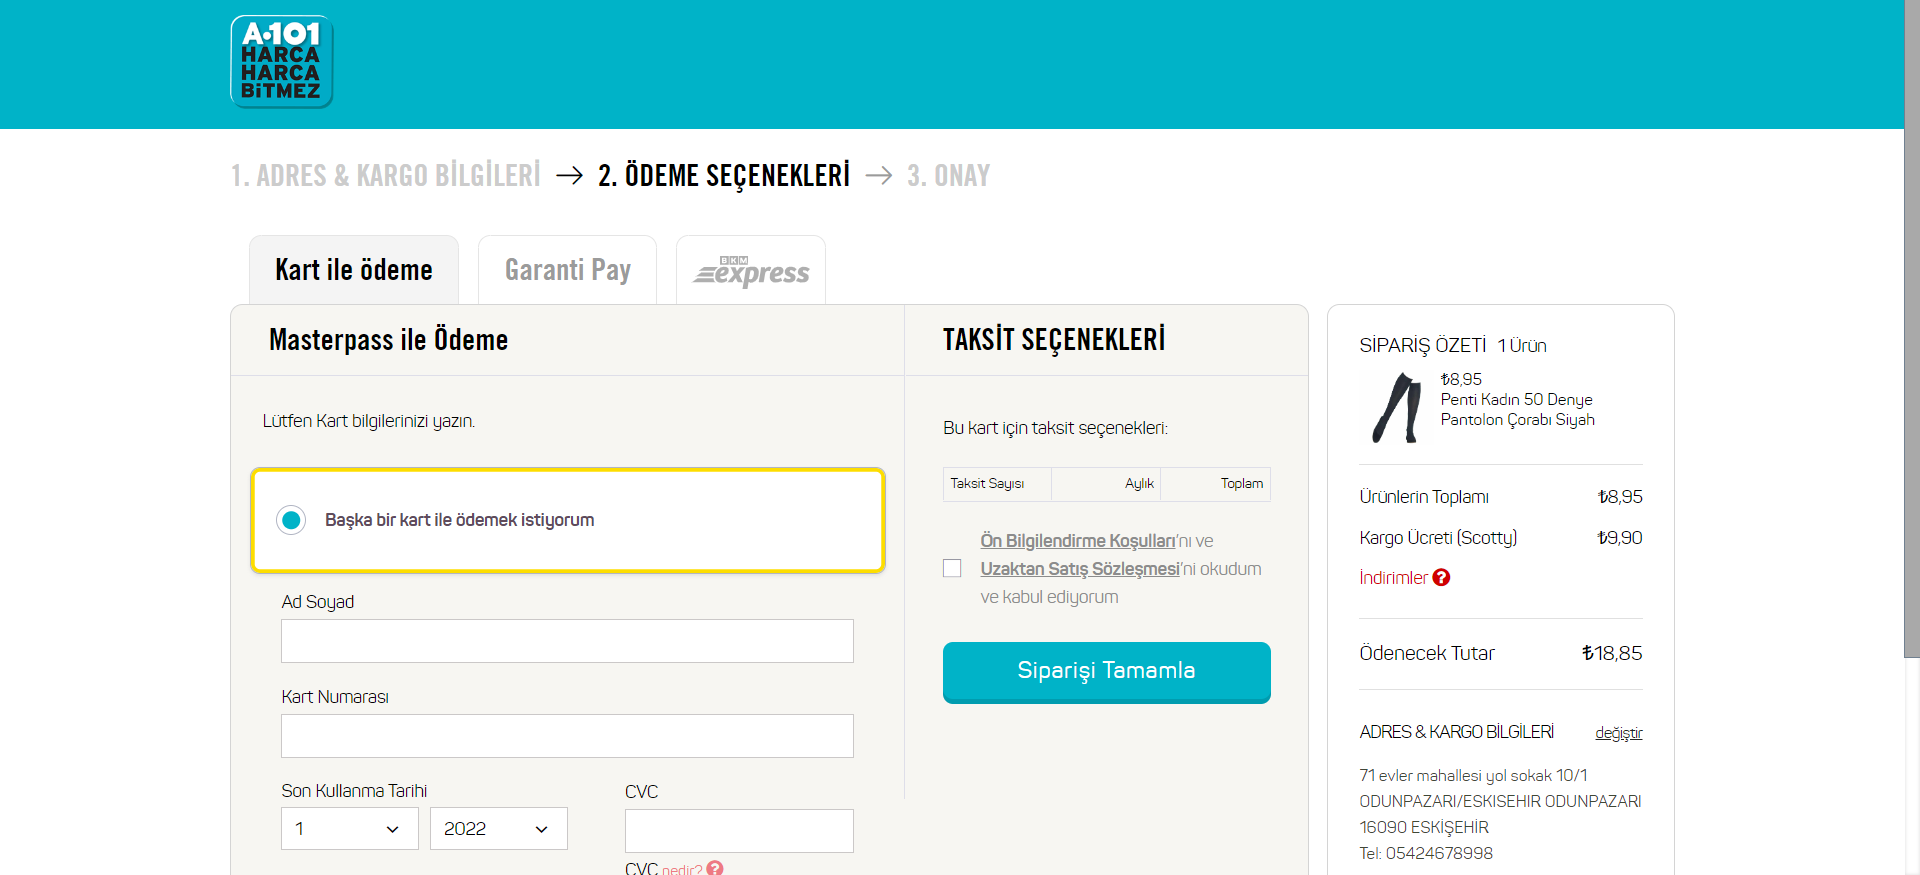 A•101
HARCA
HARCA
BiTMEZ
1. ADRES & KARGO BİLGİLERİ → 2. ÖDEME SEÇENEKLERİ → 3. ONAY
Kart ile ödeme
Garanti Pay
BKM express
Masterpass ile Ödeme
Lütfen Kart bilgilerinizi yazın.
Başka bir kart ile ödemek istiyorum
Ad Soyad
Kart Numarası
Son Kullanma Tarihi
1
2022
CVC
CVC nedir? ?
TAKSİT SEÇENEKLERİ
Bu kart için taksit seçenekleri:
Taksit Sayısı Aylık Toplam
Ön Bilgilendirme Koşulları'nı ve
Uzaktan Satış Sözleşmesi'ni okudum
ve kabul ediyorum
Siparişi Tamamla
SİPARİŞ ÖZETİ 1 Ürün
₺8,95
Penti Kadın 50 Denye
Pantolon Çorabı Siyah
Ürünlerin Toplamı ₺8,95
Kargo Ücreti (Scotty) ₺9,90
İndirimler ?
Ödenecek Tutar ₺18,85
ADRES & KARGO BİLGİLERİ değiştir
71 evler mahallesi yol sokak 10/1
ODUNPAZARI/ESKISEHIR ODUNPAZARI
16090 ESKİŞEHİR
Tel: 05424678998